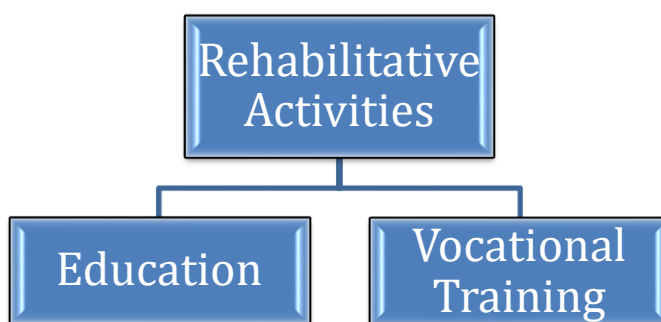 Rehabilitative
Activities
Education
Vocational
Training